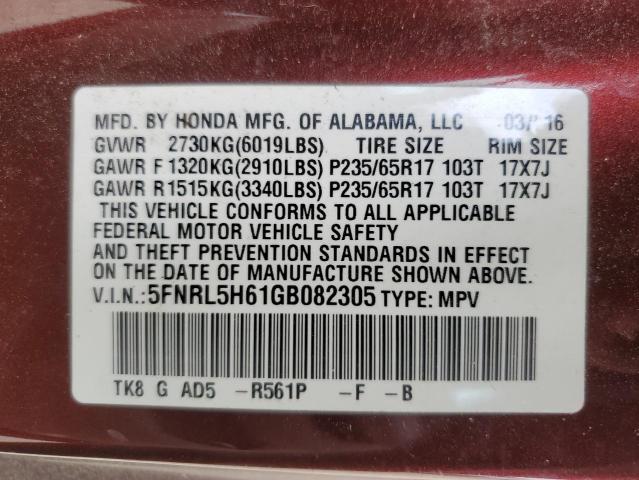 MFD. BY HONDA MFG. OF ALABAMA, LLC 03/16
GVWR 2730KG(6019LBS) TIRE SIZE RIM SIZE
GAWR F 1320KG(2910LBS) P235/65R17 103T 17X7J
GAWR R1515KG(3340LBS) P235/65R17 103T 17X7J
THIS VEHICLE CONFORMS TO ALL APPLICABLE
FEDERAL MOTOR VEHICLE SAFETY
AND THEFT PREVENTION STANDARDS IN EFFECT
ON THE DATE OF MANUFACTURE SHOWN ABOVE.
V.I.N.:5FNRL5H61GB082305 TYPE: MPV
TK8 G AD5 -R561P -F -B